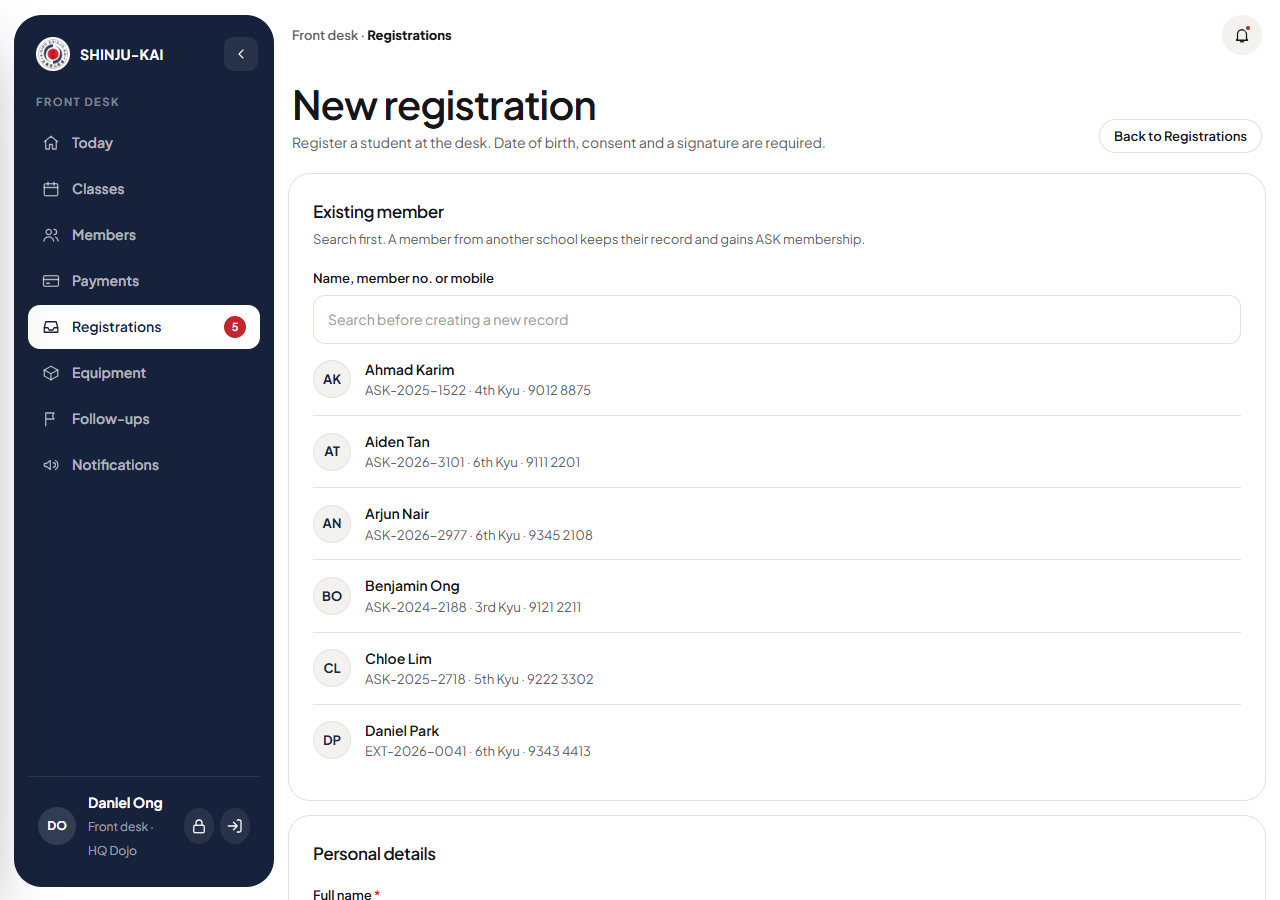 SHINJU-KAI
FRONT DESK
Today
Classes
Members
Payments
Registrations 5
Equipment
Follow-ups
Notifications
DO
Daniel Ong
Front desk ·
HQ Dojo
Front desk · Registrations
New registration
Register a student at the desk. Date of birth, consent and a signature are required.
Back to Registrations
Existing member
Search first. A member from another school keeps their record and gains ASK membership.
Name, member no. or mobile
Search before creating a new record
AK
Ahmad Karim
ASK-2025-1522 · 4th Kyu · 9012 8875
AT
Aiden Tan
ASK-2026-3101 · 6th Kyu · 9111 2201
AN
Arjun Nair
ASK-2026-2977 · 6th Kyu · 9345 2108
BO
Benjamin Ong
ASK-2024-2188 · 3rd Kyu · 9121 2211
CL
Chloe Lim
ASK-2025-2718 · 5th Kyu · 9222 3302
DP
Daniel Park
EXT-2026-0041 · 6th Kyu · 9343 4413
Personal details
Full name *